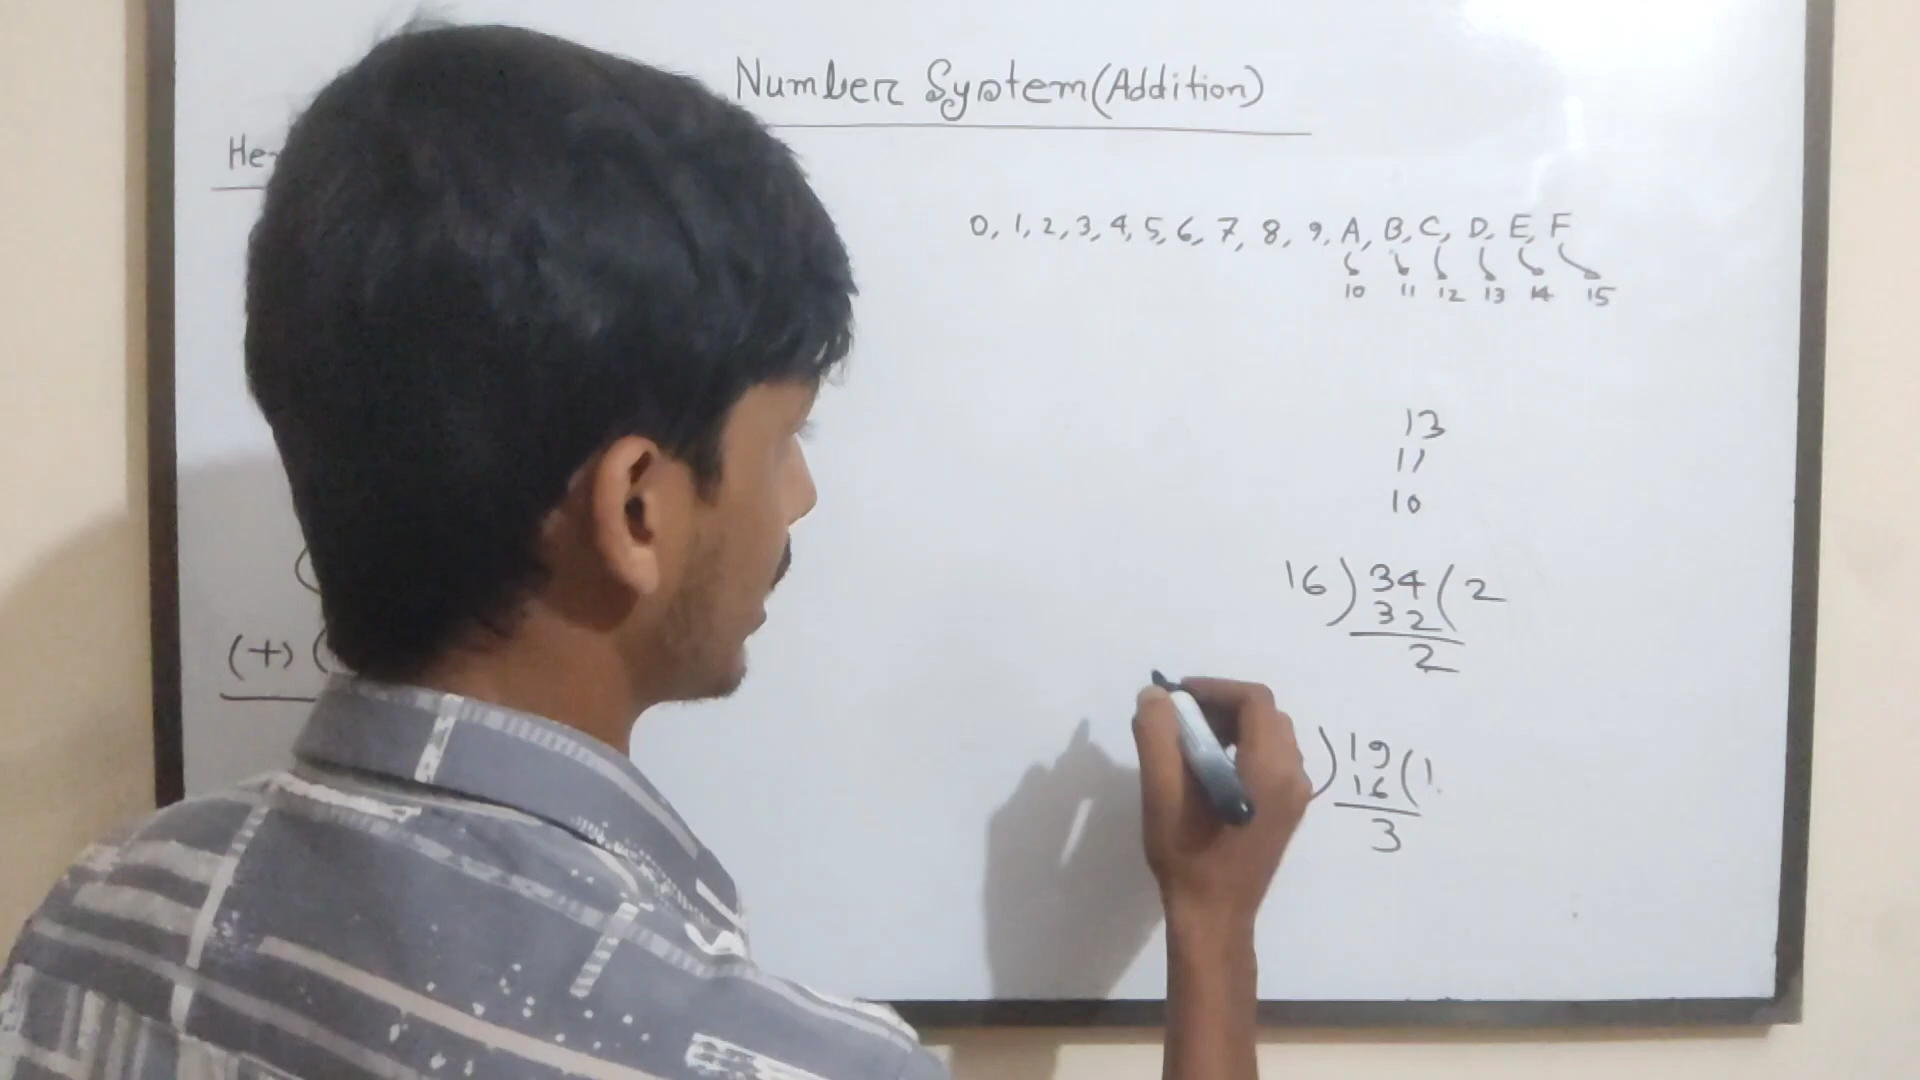 Number System (Addition)
0, 1, 2, 3, 4, 5, 6, 7, 8, 9, A, B, C, D, E, F
10 11 12 13 14 15
13
11
10
16 ) 34 ( 2
32
2
(+) (
) 19 ( 1
16
3